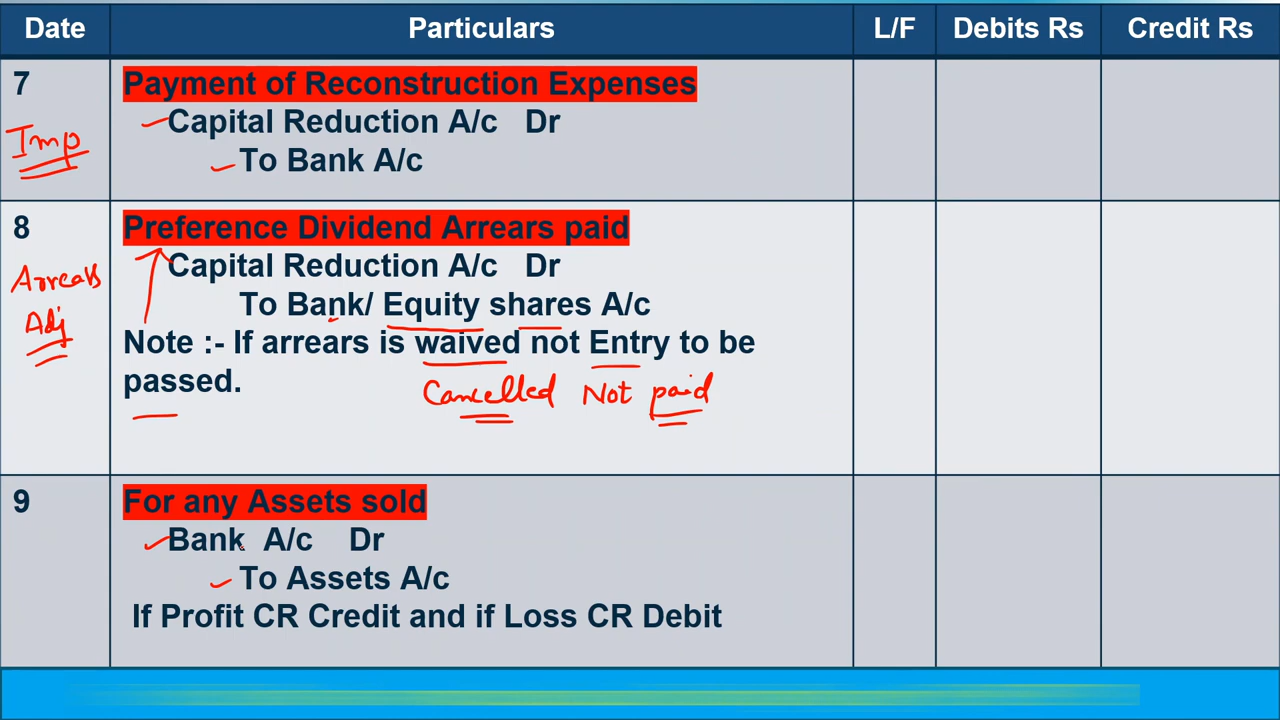 Date Particulars L/F Debits Rs Credit Rs
7 Payment of Reconstruction Expenses
Capital Reduction A/c Dr
Imp
To Bank A/c
8 Preference Dividend Arrears paid
Capital Reduction A/c Dr
Arrears
To Bank/ Equity shares A/c
Adj
Note :- If arrears is waived not Entry to be
passed.
Cancelled Not paid
9 For any Assets sold
Bank A/c Dr
To Assets A/c
If Profit CR Credit and if Loss CR Debit